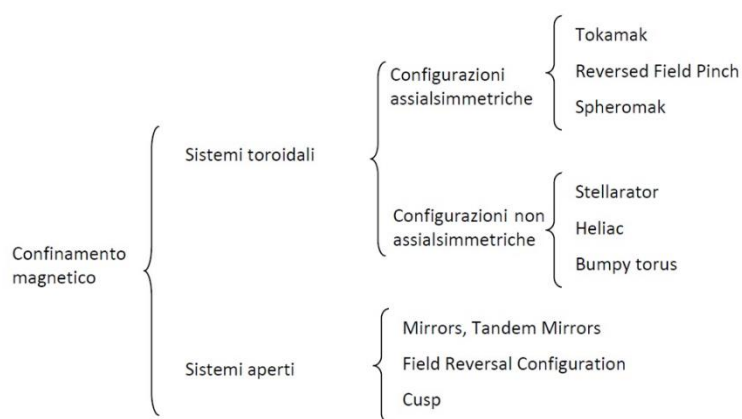 Confinamento
magnetico
Sistemi toroidali
Configurazioni
assialsimmetriche
Tokamak
Reversed Field Pinch
Spheromak
Configurazioni non
assialsimmetriche
Stellarator
Heliac
Bumpy torus
Sistemi aperti
Mirrors, Tandem Mirrors
Field Reversal Configuration
Cusp